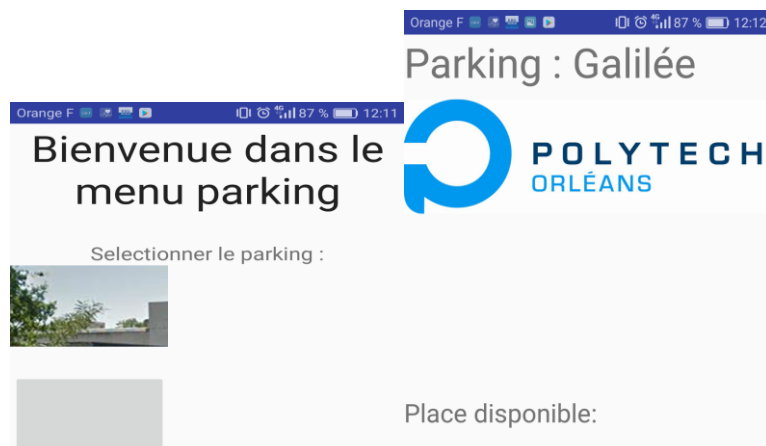 Orange F 87 % 12:11
Bienvenue dans le
menu parking
Selectionner le parking :
Orange F 4G 87 % 12:12
Parking : Galilée
POLYTECH
ORLÉANS
Place disponible: